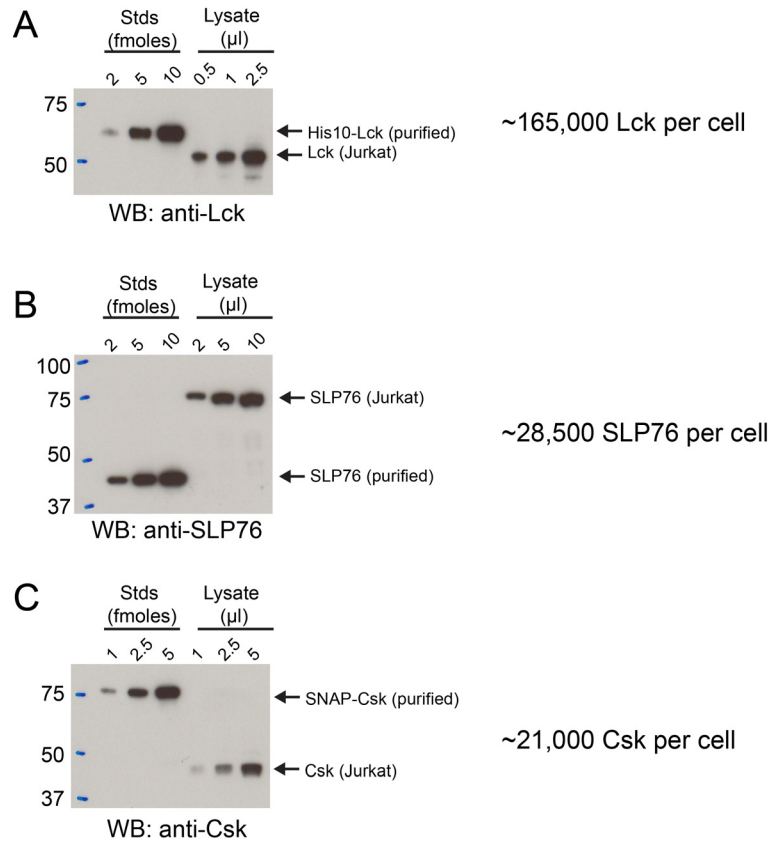 A
Stds
(fmoles)
Lysate
(µl)
2 5 10 0.5 1 2.5
75
50
His10-Lck (purified)
Lck (Jurkat)
~165,000 Lck per cell
WB: anti-Lck
B
Stds
(fmoles)
Lysate
(µl)
2 5 10 2 5 10
100
75
50
37
SLP76 (Jurkat)
SLP76 (purified)
~28,500 SLP76 per cell
WB: anti-SLP76
C
Stds
(fmoles)
Lysate
(µl)
1 2.5 5 1 2.5 5
75
50
37
SNAP-Csk (purified)
Csk (Jurkat)
~21,000 Csk per cell
WB: anti-Csk